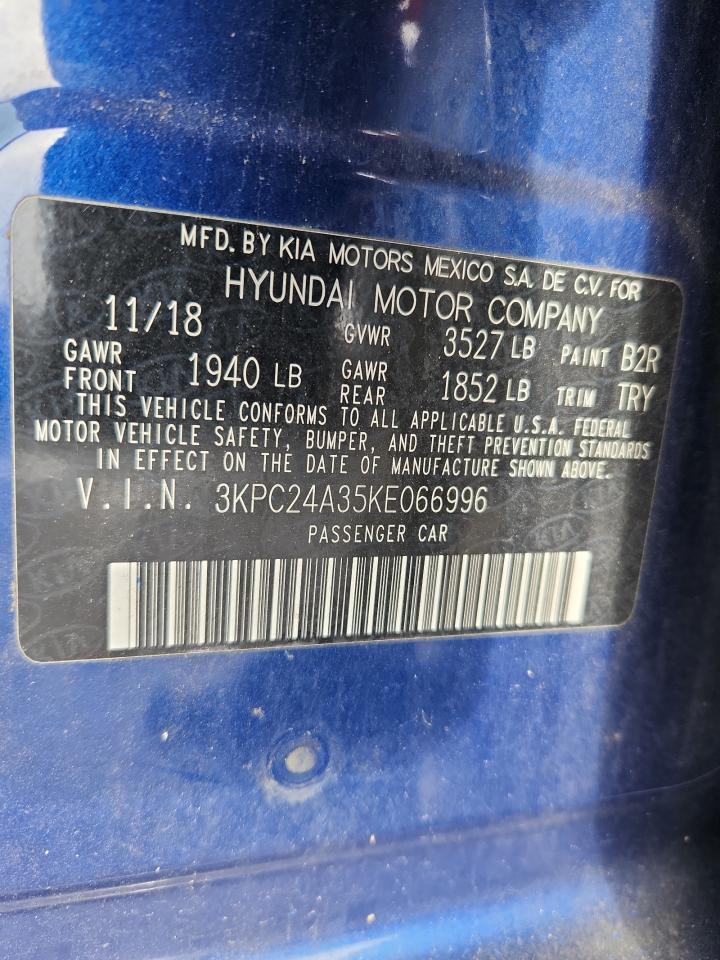 MFD. BY KIA MOTORS MEXICO S.A. DE C.V. FOR
HYUNDAI MOTOR COMPANY
11/18 GVWR 3527 LB PAINT B2R
GAWR FRONT 1940 LB GAWR REAR 1852 LB TRIM TRY
THIS VEHICLE CONFORMS TO ALL APPLICABLE U.S.A. FEDERAL
MOTOR VEHICLE SAFETY, BUMPER, AND THEFT PREVENTION STANDARDS
IN EFFECT ON THE DATE OF MANUFACTURE SHOWN ABOVE.
V.I.N. 3KPC24A35KE066996
PASSENGER CAR